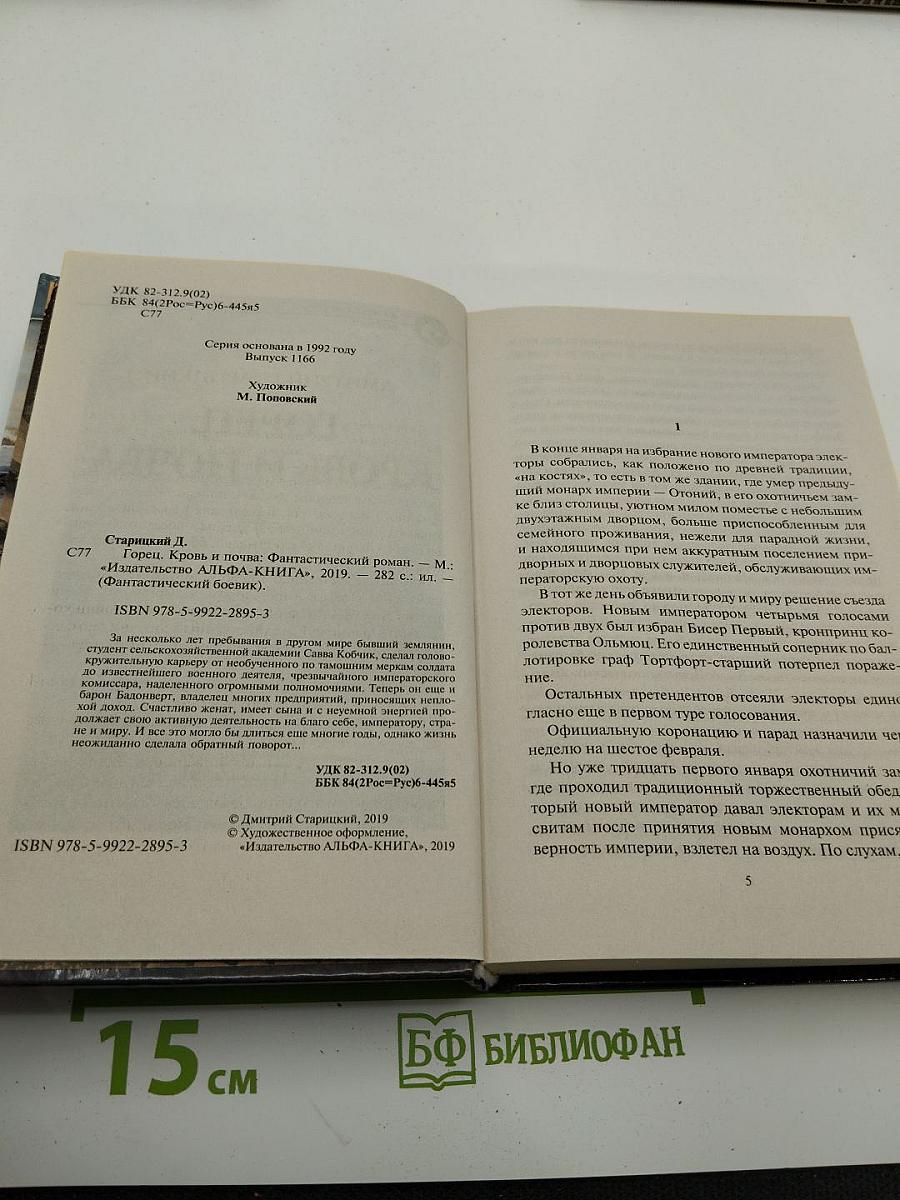 УДК 82-312.9(02)
ББК 84(2Рос=Рус)6-445я5
С77
Серия основана в 1992 году
Выпуск 1166
Художник
М. Поповский
Старицкий Д.
С77 Горец. Кровь и почва: Фантастический роман. — М.:
«Издательство АЛЬФА-КНИГА», 2019. — 282 с.: ил. —
(Фантастический боевик).
ISBN 978-5-9922-2895-3
За несколько лет пребывания в другом мире бывший землянин,
студент сельскохозяйственной академии Савва Кобчик, сделал голово-
кружительную карьеру от необученного по тамошним меркам солдата
до известнейшего военного деятеля, чрезвычайного императорского
комиссара, наделенного огромными полномочиями. Теперь он еще и
барон Бадонверт, владелец многих предприятий, приносящих непло-
хой доход. Счастливо женат, имеет сына и с неуемной энергией про-
должает свою активную деятельность на благо себе, императору, стра-
не и миру. И все это могло бы длиться еще многие годы, однако жизнь
неожиданно сделала обратный поворот...
УДК 82-312.9(02)
ББК 84(2Рос=Рус)6-445я5
© Дмитрий Старицкий, 2019
© Художественное оформление,
«Издательство АЛЬФА-КНИГА», 2019
ISBN 978-5-9922-2895-3
1
В конце января на избрание нового императора элек-
торы собрались, как положено по древней традиции,
«на костях», то есть в том же здании, где умер предыду-
щий монарх империи — Отоний, в его охотничьем зам-
ке близ столицы, уютном милом поместье с небольшим
двухэтажным дворцом, больше приспособленным для
семейного проживания, нежели для парадной жизни,
и находящимся при нем аккуратным поселением при-
дворных и дворцовых служителей, обслуживающих им-
ператорскую охоту.
В тот же день объявили городу и миру решение съезда
электоров. Новым императором четырьмя голосами
против двух был избран Бисер Первый, кронпринц ко-
ролевства Ольмюц. Его единственный соперник по бал-
лотировке граф Тортфорт-старший потерпел пораже-
ние.
Остальных претендентов отсеяли электоры едино
гласно еще в первом туре голосования.
Официальную коронацию и парад назначили че
неделю на шестое февраля.
Но уже тридцать первого января охотничий зам
где проходил традиционный торжественный обед
торый новый император давал электорам и их м
свитам после принятия новым монархом прися
верность империи, взлетел на воздух. По слухам.
5
15 см
БФ БИБЛИОФАН